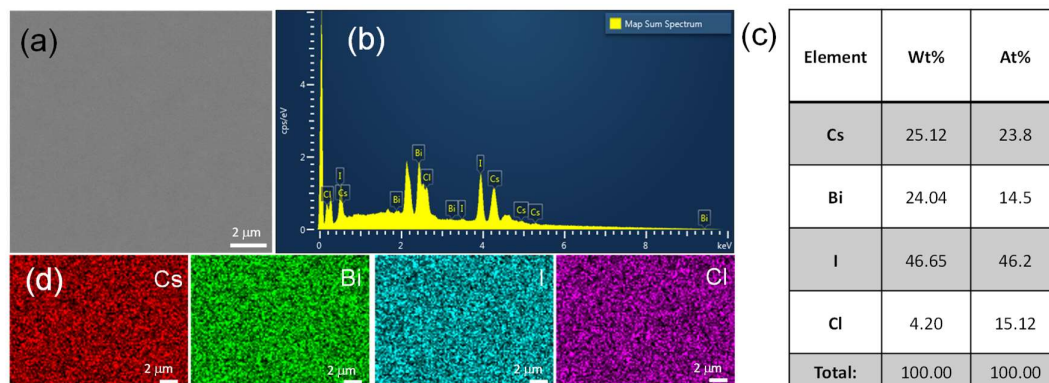 (a)
2 μm
(b)
Map Sum Spectrum
cps/eV
4
2
0
Cl
I
Cs
Bi
Bi
Cl
Bi
I
I
Cs
Cs
Cs
Bi
0 2 4 6 8 keV
(c)
Element Wt% At%
Cs 25.12 23.8
Bi 24.04 14.5
I 46.65 46.2
Cl 4.20 15.12
Total: 100.00 100.00
(d)
Cs
2 μm
Bi
2 μm
I
2 μm
Cl
2 μm